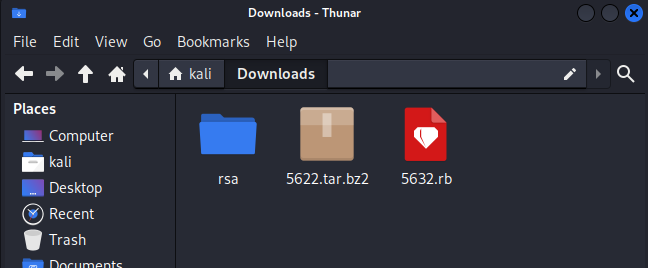 Downloads - Thunar
File Edit View Go Bookmarks Help
kali Downloads
Places
Computer
kali
Desktop
Recent
Trash
Documents
rsa 5622.tar.bz2 5632.rb